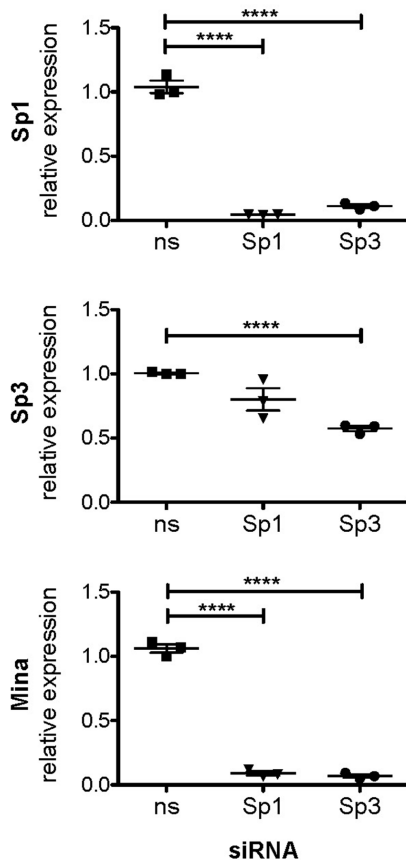 ****
****
1.5
1.0
0.5
0.0
Sp1
relative expression
ns Sp1 Sp3
****
1.5
1.0
0.5
0.0
Sp3
relative expression
ns Sp1 Sp3
****
****
1.5
1.0
0.5
0.0
Mina
relative expression
ns Sp1 Sp3
siRNA